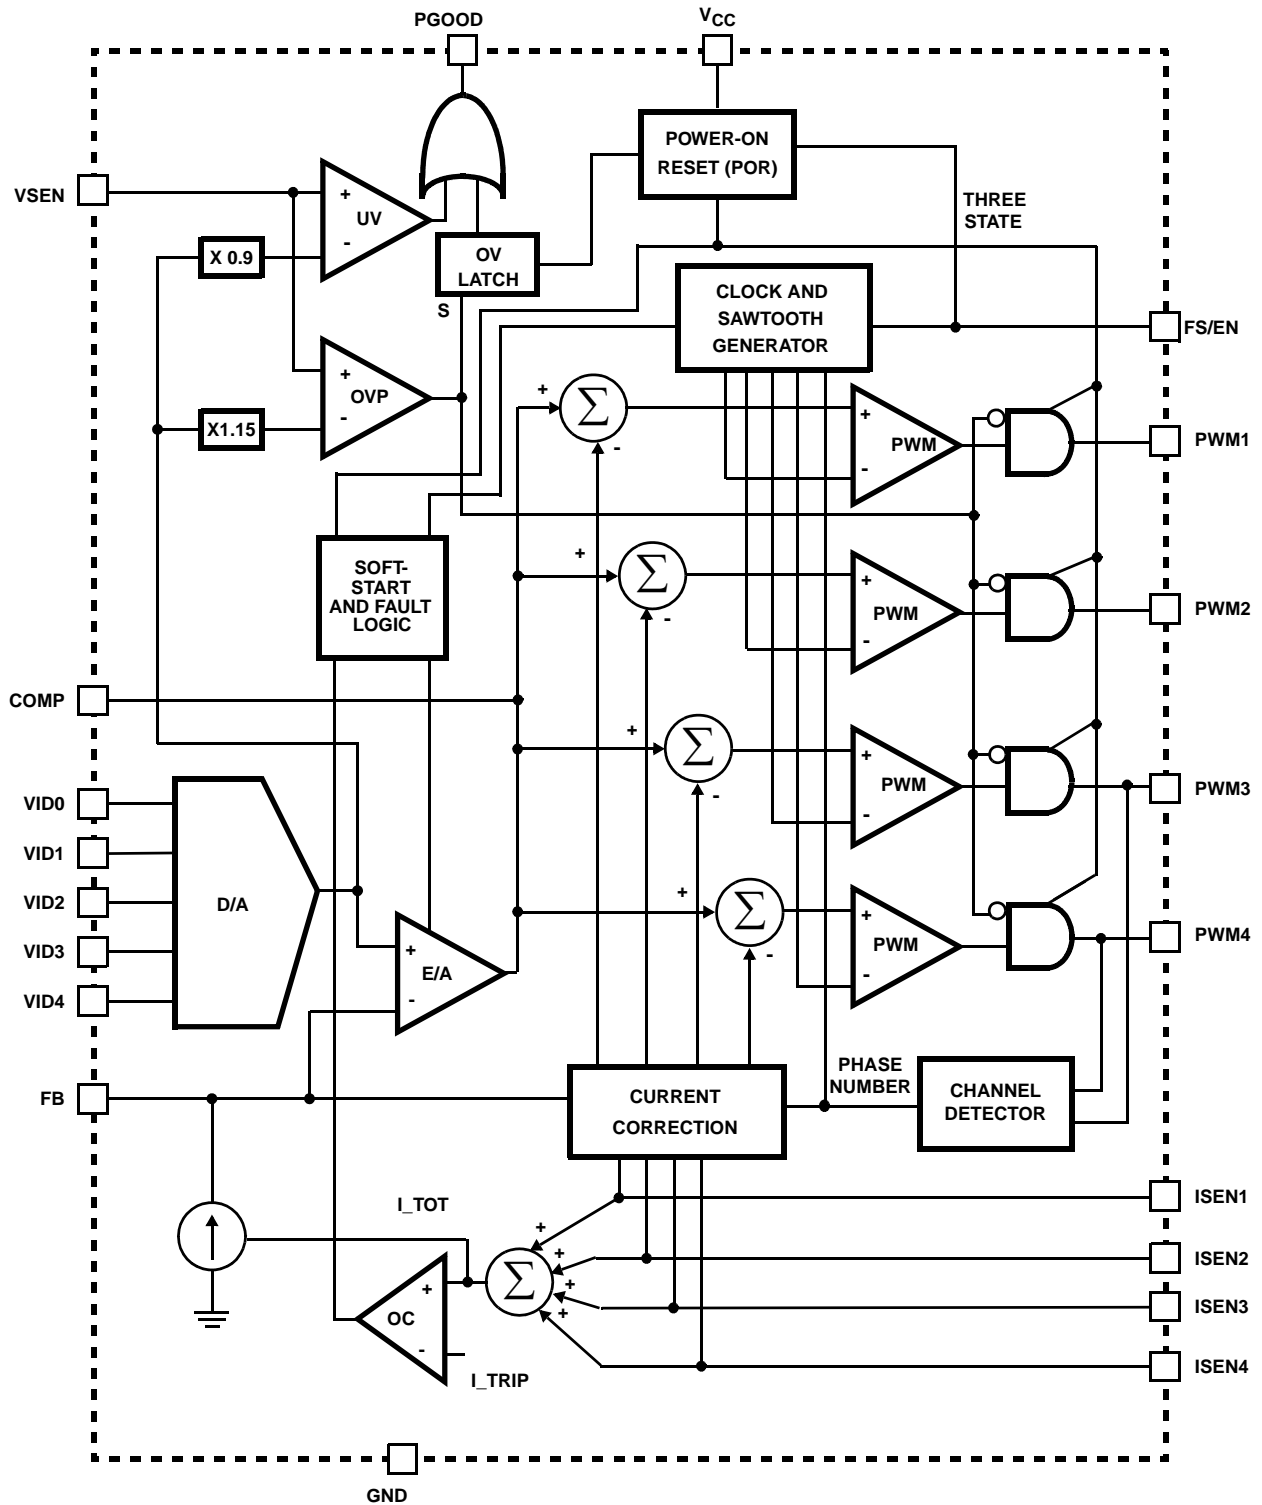 PGOOD
VCC
POWER-ON
RESET (POR)
VSEN
+
UV
-
THREE
STATE
X 0.9
OV
LATCH
S
CLOCK AND
SAWTOOTH
GENERATOR
FS/EN
+
OVP
-
X1.15
+
Σ
-
+
PWM
-
PWM1
SOFT-
START
AND FAULT
LOGIC
+
Σ
-
+
PWM
-
PWM2
COMP
+
Σ
-
+
PWM
-
PWM3
VID0
VID1
VID2
VID3
VID4
D/A
+
Σ
-
+
PWM
-
PWM4
+
E/A
-
FB
CURRENT
CORRECTION
PHASE
NUMBER
CHANNEL
DETECTOR
I_TOT
ISEN1
+
+
+
+
Σ
ISEN2
ISEN3
+
OC
-
I_TRIP
ISEN4
GND